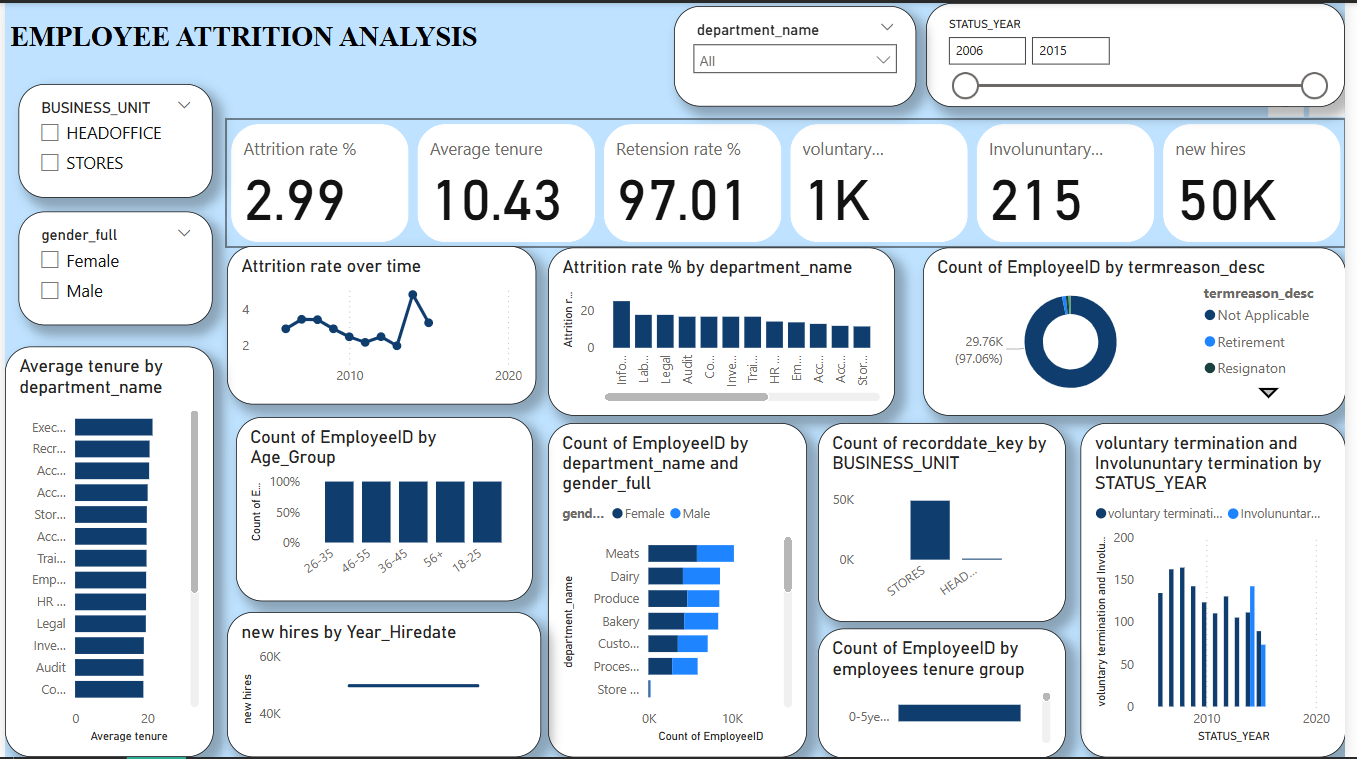 EMPLOYEE ATTRITION ANALYSIS
department_name
All
STATUS_YEAR
2006
2015
BUSINESS_UNIT
HEADOFFICE
STORES
gender_full
Female
Male
Attrition rate %
2.99
Average tenure
10.43
Retension rate %
97.01
voluntary...
1K
Involununtary...
215
new hires
50K
Attrition rate over time
4
2
2010
2020
Attrition rate % by department_name
Attrition r...
20
0
Info...
Lab...
Legal
Audit
Co...
Inve...
Trai...
HR ...
Em...
Acc...
Acc...
Stor...
Count of EmployeeID by termreason_desc
29.76K
(97.06%)
termreason_desc
Not Applicable
Retirement
Resignaton
Average tenure by
department_name
Exec...
Recr...
Acc...
Acc...
Stor...
Acc...
Trai...
Emp...
HR ...
Legal
Inve...
Audit
Co...
0
20
Average tenure
Count of EmployeeID by
Age_Group
Count of E...
100%
50%
0%
26-35
46-55
36-45
56+
18-25
new hires by Year_Hiredate
new hires
60K
40K
Count of EmployeeID by
department_name and
gender_full
gend...
Female
Male
department_name
Meats
Dairy
Produce
Bakery
Custo...
Proces...
Store ...
0K
10K
Count of EmployeeID
Count of recorddate_key by
BUSINESS_UNIT
50K
0K
STORES
HEAD...
Count of EmployeeID by
employees tenure group
0-5ye...
voluntary termination and
Involununtary termination by
STATUS_YEAR
voluntary terminati...
Involununtar...
voluntary termination and Involu...
200
150
100
50
0
2010
2020
STATUS_YEAR